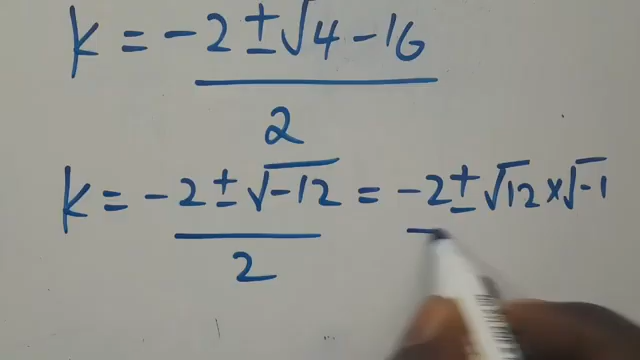 k = -2 ± √4 - 16
2
k = -2 ± √-12 = -2 ± √12 × √-1
2